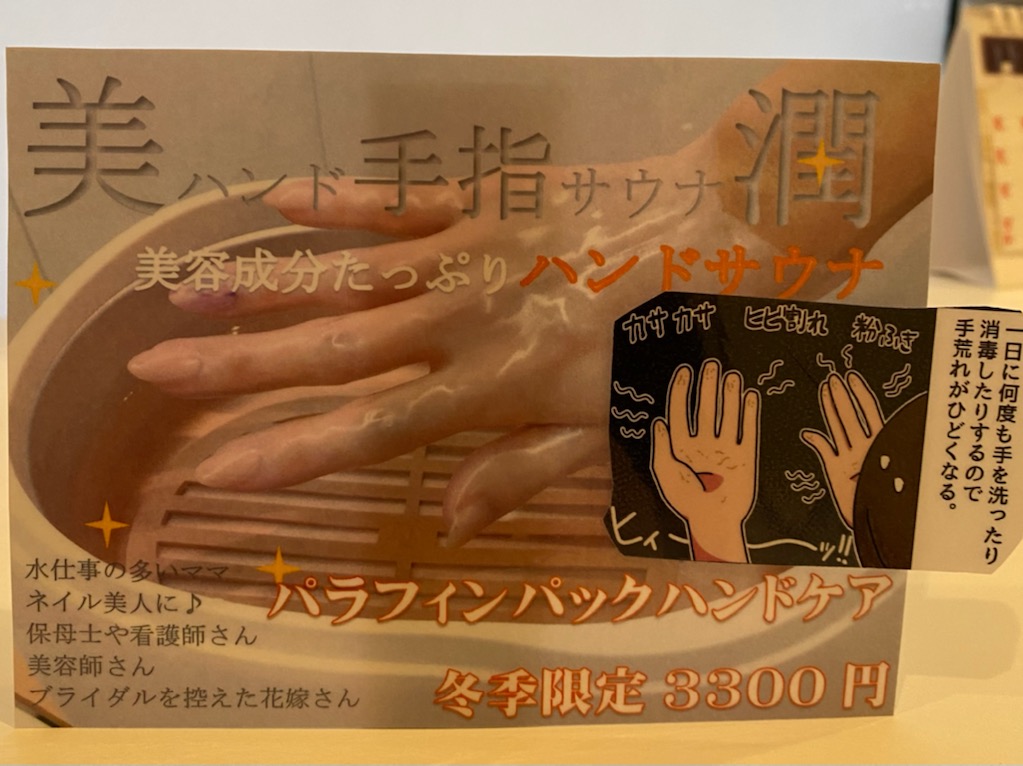 美ハンド手指サウナ潤
美容成分たっぷりハンドサウナ
カサカサ ヒビ割れ 粉ふき
一日に何度も手を洗ったり
消毒したりするので
手荒れがひどくなる。
ヒィーーッ!!
水仕事の多いママ
ネイル美人に♪
保母士や看護師さん
美容師さん
ブライダルを控えた花嫁さん
パラフィンパックハンドケア
冬季限定 3300 円